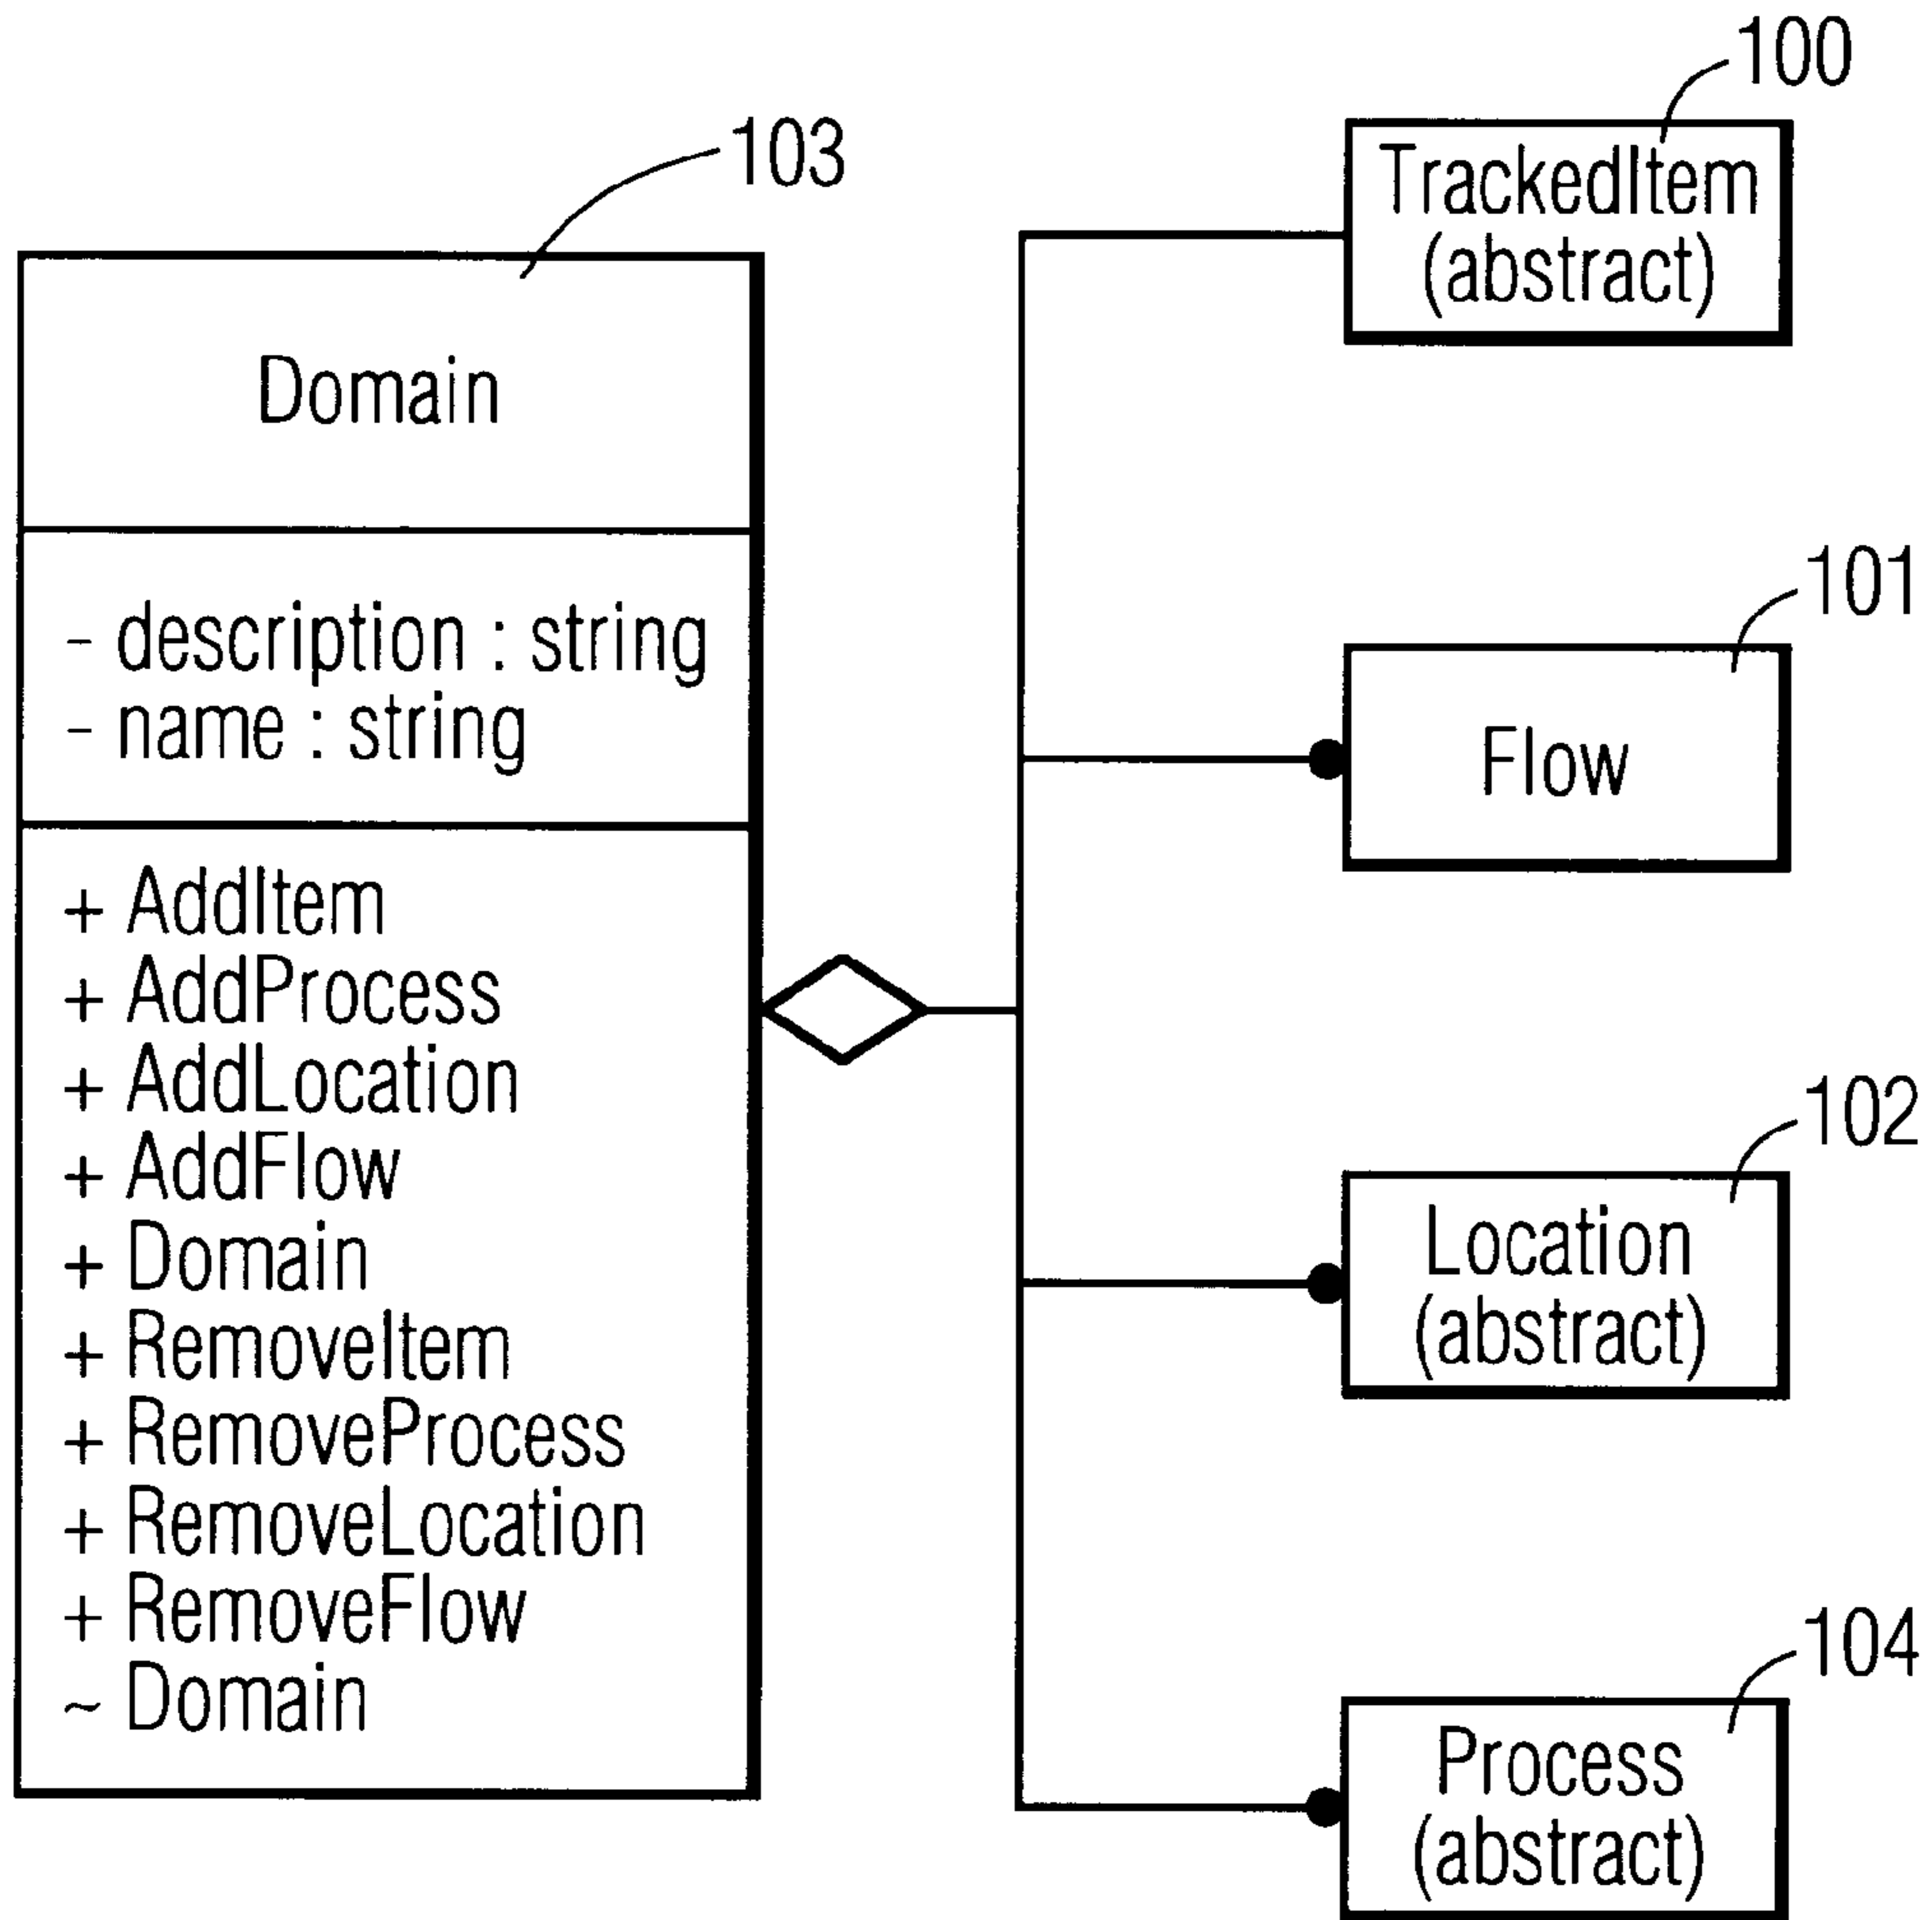 103
Domain
- description : string
- name : string
+ AddItem
+ AddProcess
+ AddLocation
+ AddFlow
+ Domain
+ RemoveItem
+ RemoveProcess
+ RemoveLocation
+ RemoveFlow
~ Domain
100
TrackedItem
(abstract)
101
Flow
102
Location
(abstract)
104
Process
(abstract)